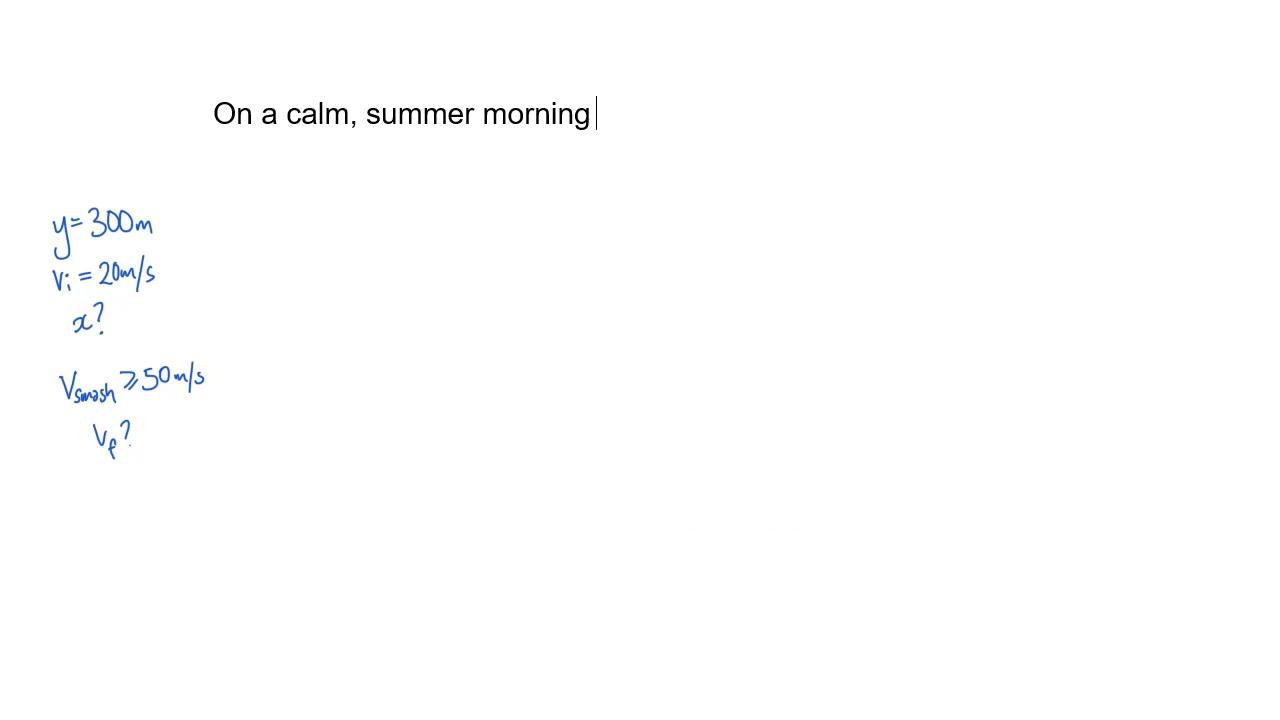 On a calm, summer morning
y = 300m
vi = 20m/s
x?
Vsmash ⩾ 50m/s
Vf?